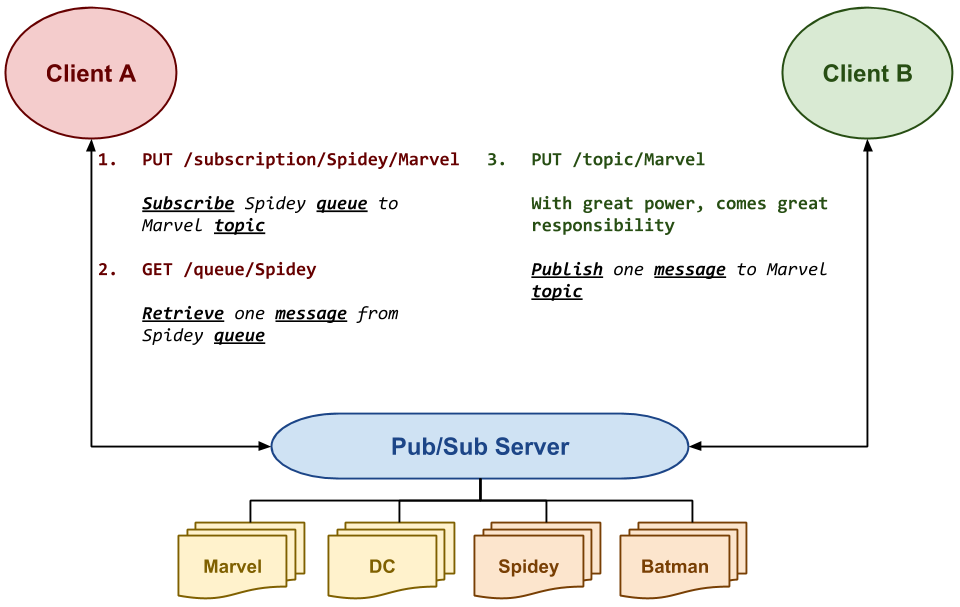 Client A
Client B
1. PUT /subscription/Spidey/Marvel
Subscribe Spidey queue to
Marvel topic
2. GET /queue/Spidey
Retrieve one message from
Spidey queue
3. PUT /topic/Marvel
With great power, comes great
responsibility
Publish one message to Marvel
topic
Pub/Sub Server
Marvel
DC
Spidey
Batman